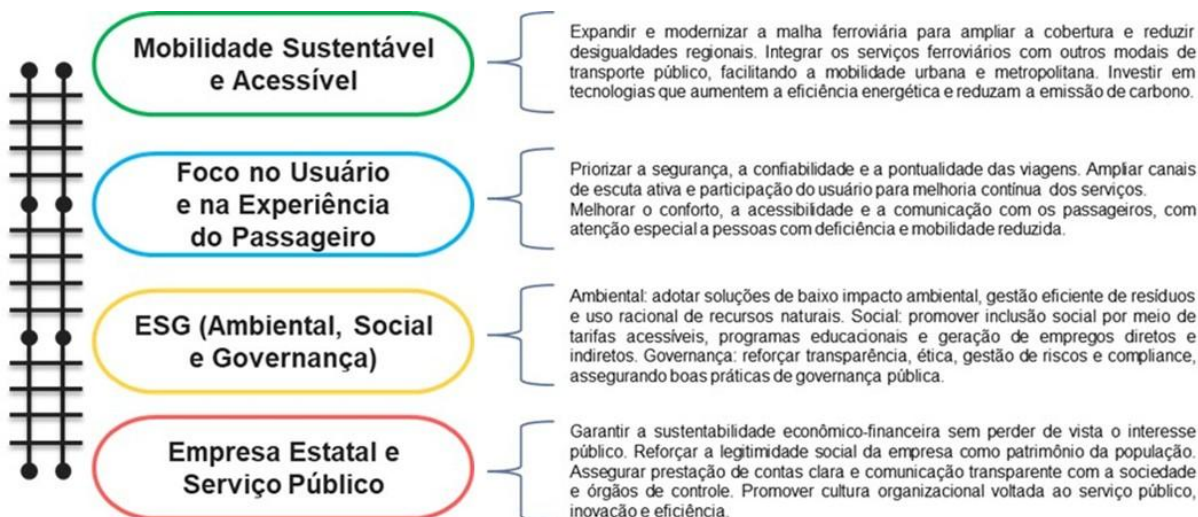 Mobilidade Sustentável
e Acessível
Expandir e modernizar a malha ferroviária para ampliar a cobertura e reduzir
desigualdades regionais. Integrar os serviços ferroviários com outros modais de
transporte público, facilitando a mobilidade urbana e metropolitana. Investir em
tecnologias que aumentem a eficiência energética e reduzam a emissão de carbono.
Foco no Usuário
e na Experiência
do Passageiro
Priorizar a segurança, a confiabilidade e a pontualidade das viagens. Ampliar canais
de escuta ativa e participação do usuário para melhoria contínua dos serviços.
Melhorar o conforto, a acessibilidade e a comunicação com os passageiros, com
atenção especial a pessoas com deficiência e mobilidade reduzida.
ESG (Ambiental, Social
e Governança)
Ambiental: adotar soluções de baixo impacto ambiental, gestão eficiente de resíduos
e uso racional de recursos naturais. Social: promover inclusão social por meio de
tarifas acessíveis, programas educacionais e geração de empregos diretos e
indiretos. Governança: reforçar transparência, ética, gestão de riscos e compliance,
assegurando boas práticas de governança pública.
Empresa Estatal e
Serviço Público
Garantir a sustentabilidade econômico-financeira sem perder de vista o interesse
público. Reforçar a legitimidade social da empresa como patrimônio da população.
Assegurar prestação de contas clara e comunicação transparente com a sociedade
e órgãos de controle. Promover cultura organizacional voltada ao serviço público,
inovação e eficiência.